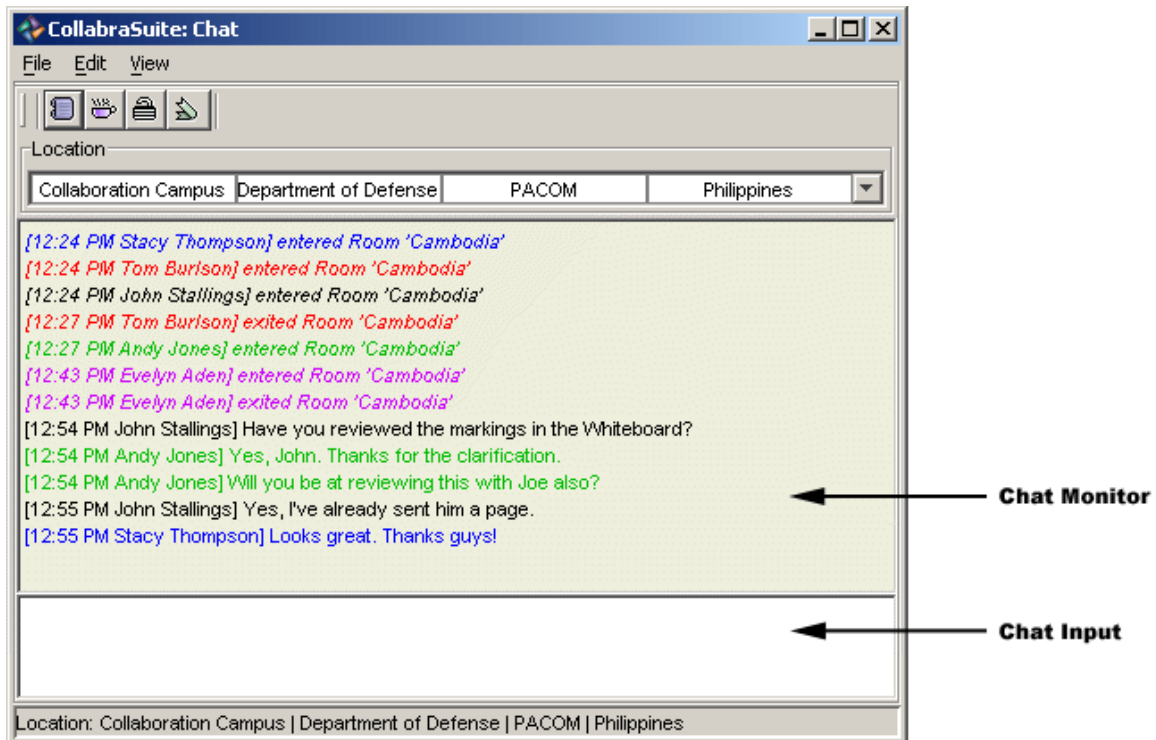 CollabraSuite: Chat
File Edit View
Location
Collaboration Campus Department of Defense PACOM Philippines
[12:24 PM Stacy Thompson] entered Room 'Cambodia'
[12:24 PM Tom Burlson] entered Room 'Cambodia'
[12:24 PM John Stallings] entered Room 'Cambodia'
[12:27 PM Tom Burlson] exited Room 'Cambodia'
[12:27 PM Andy Jones] entered Room 'Cambodia'
[12:43 PM Evelyn Aden] entered Room 'Cambodia'
[12:43 PM Evelyn Aden] exited Room 'Cambodia'
[12:54 PM John Stallings] Have you reviewed the markings in the Whiteboard?
[12:54 PM Andy Jones] Yes, John. Thanks for the clarification.
[12:54 PM Andy Jones] Will you be at reviewing this with Joe also?
[12:55 PM John Stallings] Yes, I've already sent him a page.
[12:55 PM Stacy Thompson] Looks great. Thanks guys!
Chat Monitor
Chat Input
Location: Collaboration Campus | Department of Defense | PACOM | Philippines